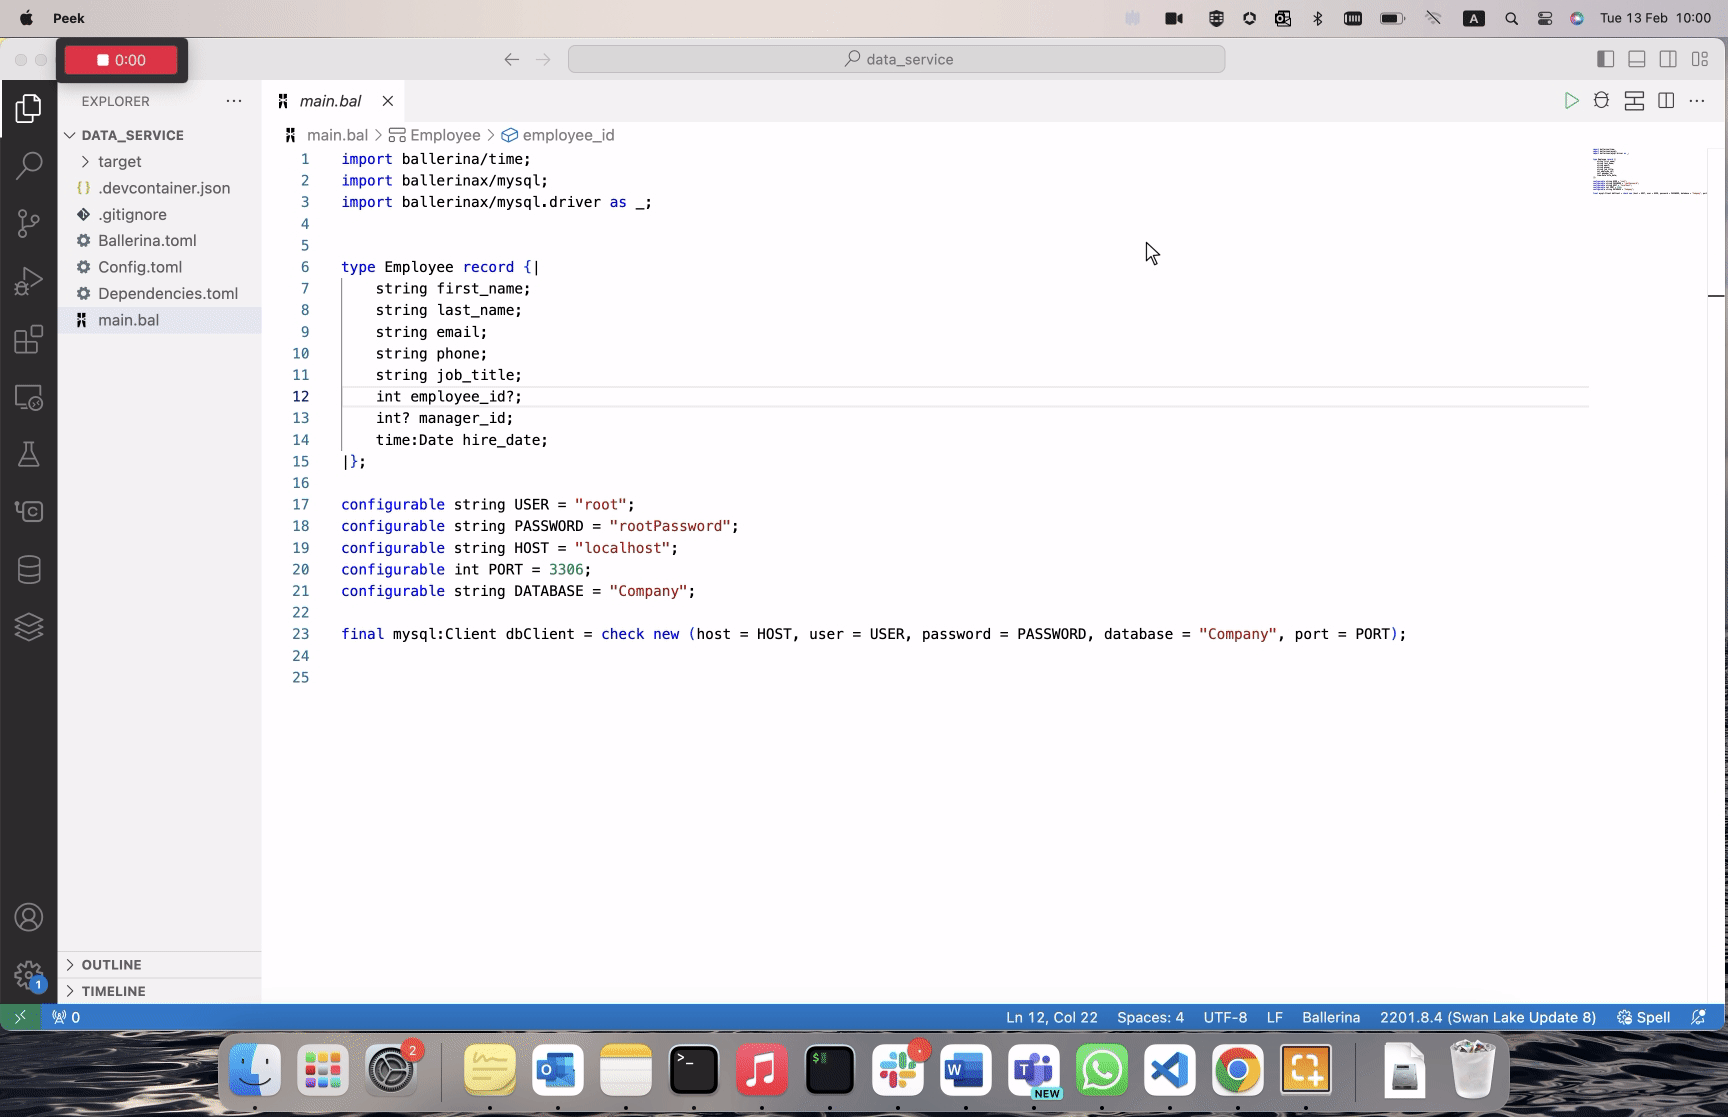 Peek
A
Tue 13 Feb 10:00
0:00
data_service
EXPLORER
main.bal
DATA_SERVICE
target
.devcontainer.json
.gitignore
Ballerina.toml
Config.toml
Dependencies.toml
main.bal
main.bal > Employee > employee_id
1 import ballerina/time;
2 import ballerinax/mysql;
3 import ballerinax/mysql.driver as _;
4
5
6 type Employee record {|
7 string first_name;
8 string last_name;
9 string email;
10 string phone;
11 string job_title;
12 int employee_id?;
13 int? manager_id;
14 time:Date hire_date;
15 |};
16
17 configurable string USER = "root";
18 configurable string PASSWORD = "rootPassword";
19 configurable string HOST = "localhost";
20 configurable int PORT = 3306;
21 configurable string DATABASE = "Company";
22
23 final mysql:Client dbClient = check new (host = HOST, user = USER, password = PASSWORD, database = "Company", port = PORT);
24
25
OUTLINE
1
TIMELINE
0
Ln 12, Col 22
Spaces: 4
UTF-8
LF
Ballerina
2201.8.4 (Swan Lake Update 8)
Spell
2
NEW